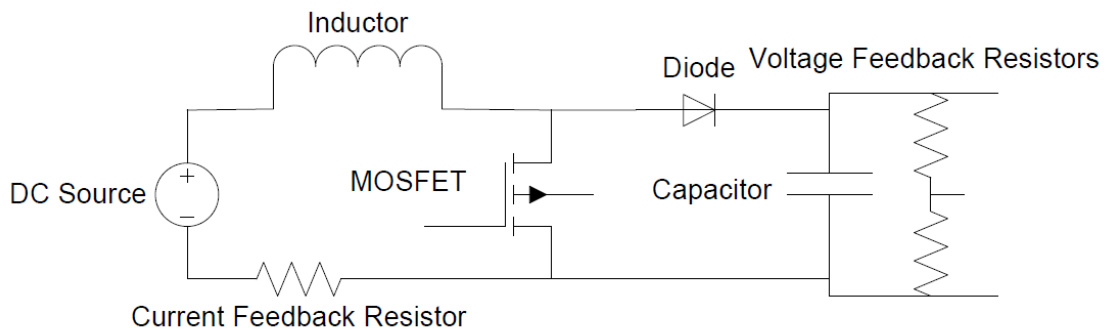 Inductor
Diode
Voltage Feedback Resistors
DC Source
+
−
MOSFET
Capacitor
Current Feedback Resistor